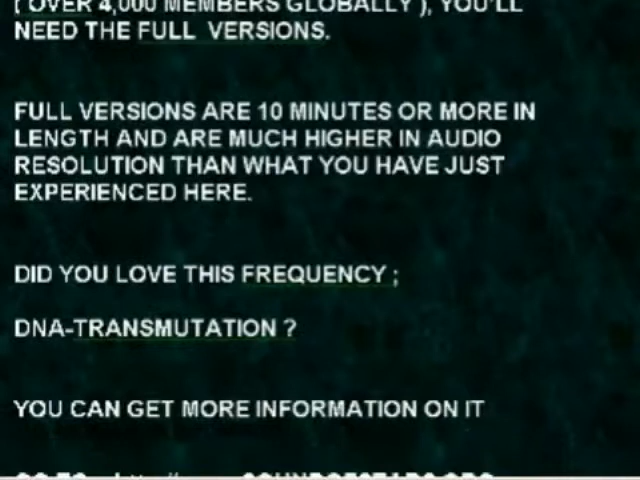 ( OVER 4,000 MEMBERS GLOBALLY ), YOU'LL
NEED THE FULL VERSIONS.
FULL VERSIONS ARE 10 MINUTES OR MORE IN
LENGTH AND ARE MUCH HIGHER IN AUDIO
RESOLUTION THAN WHAT YOU HAVE JUST
EXPERIENCED HERE.
DID YOU LOVE THIS FREQUENCY ;
DNA-TRANSMUTATION ?
YOU CAN GET MORE INFORMATION ON IT